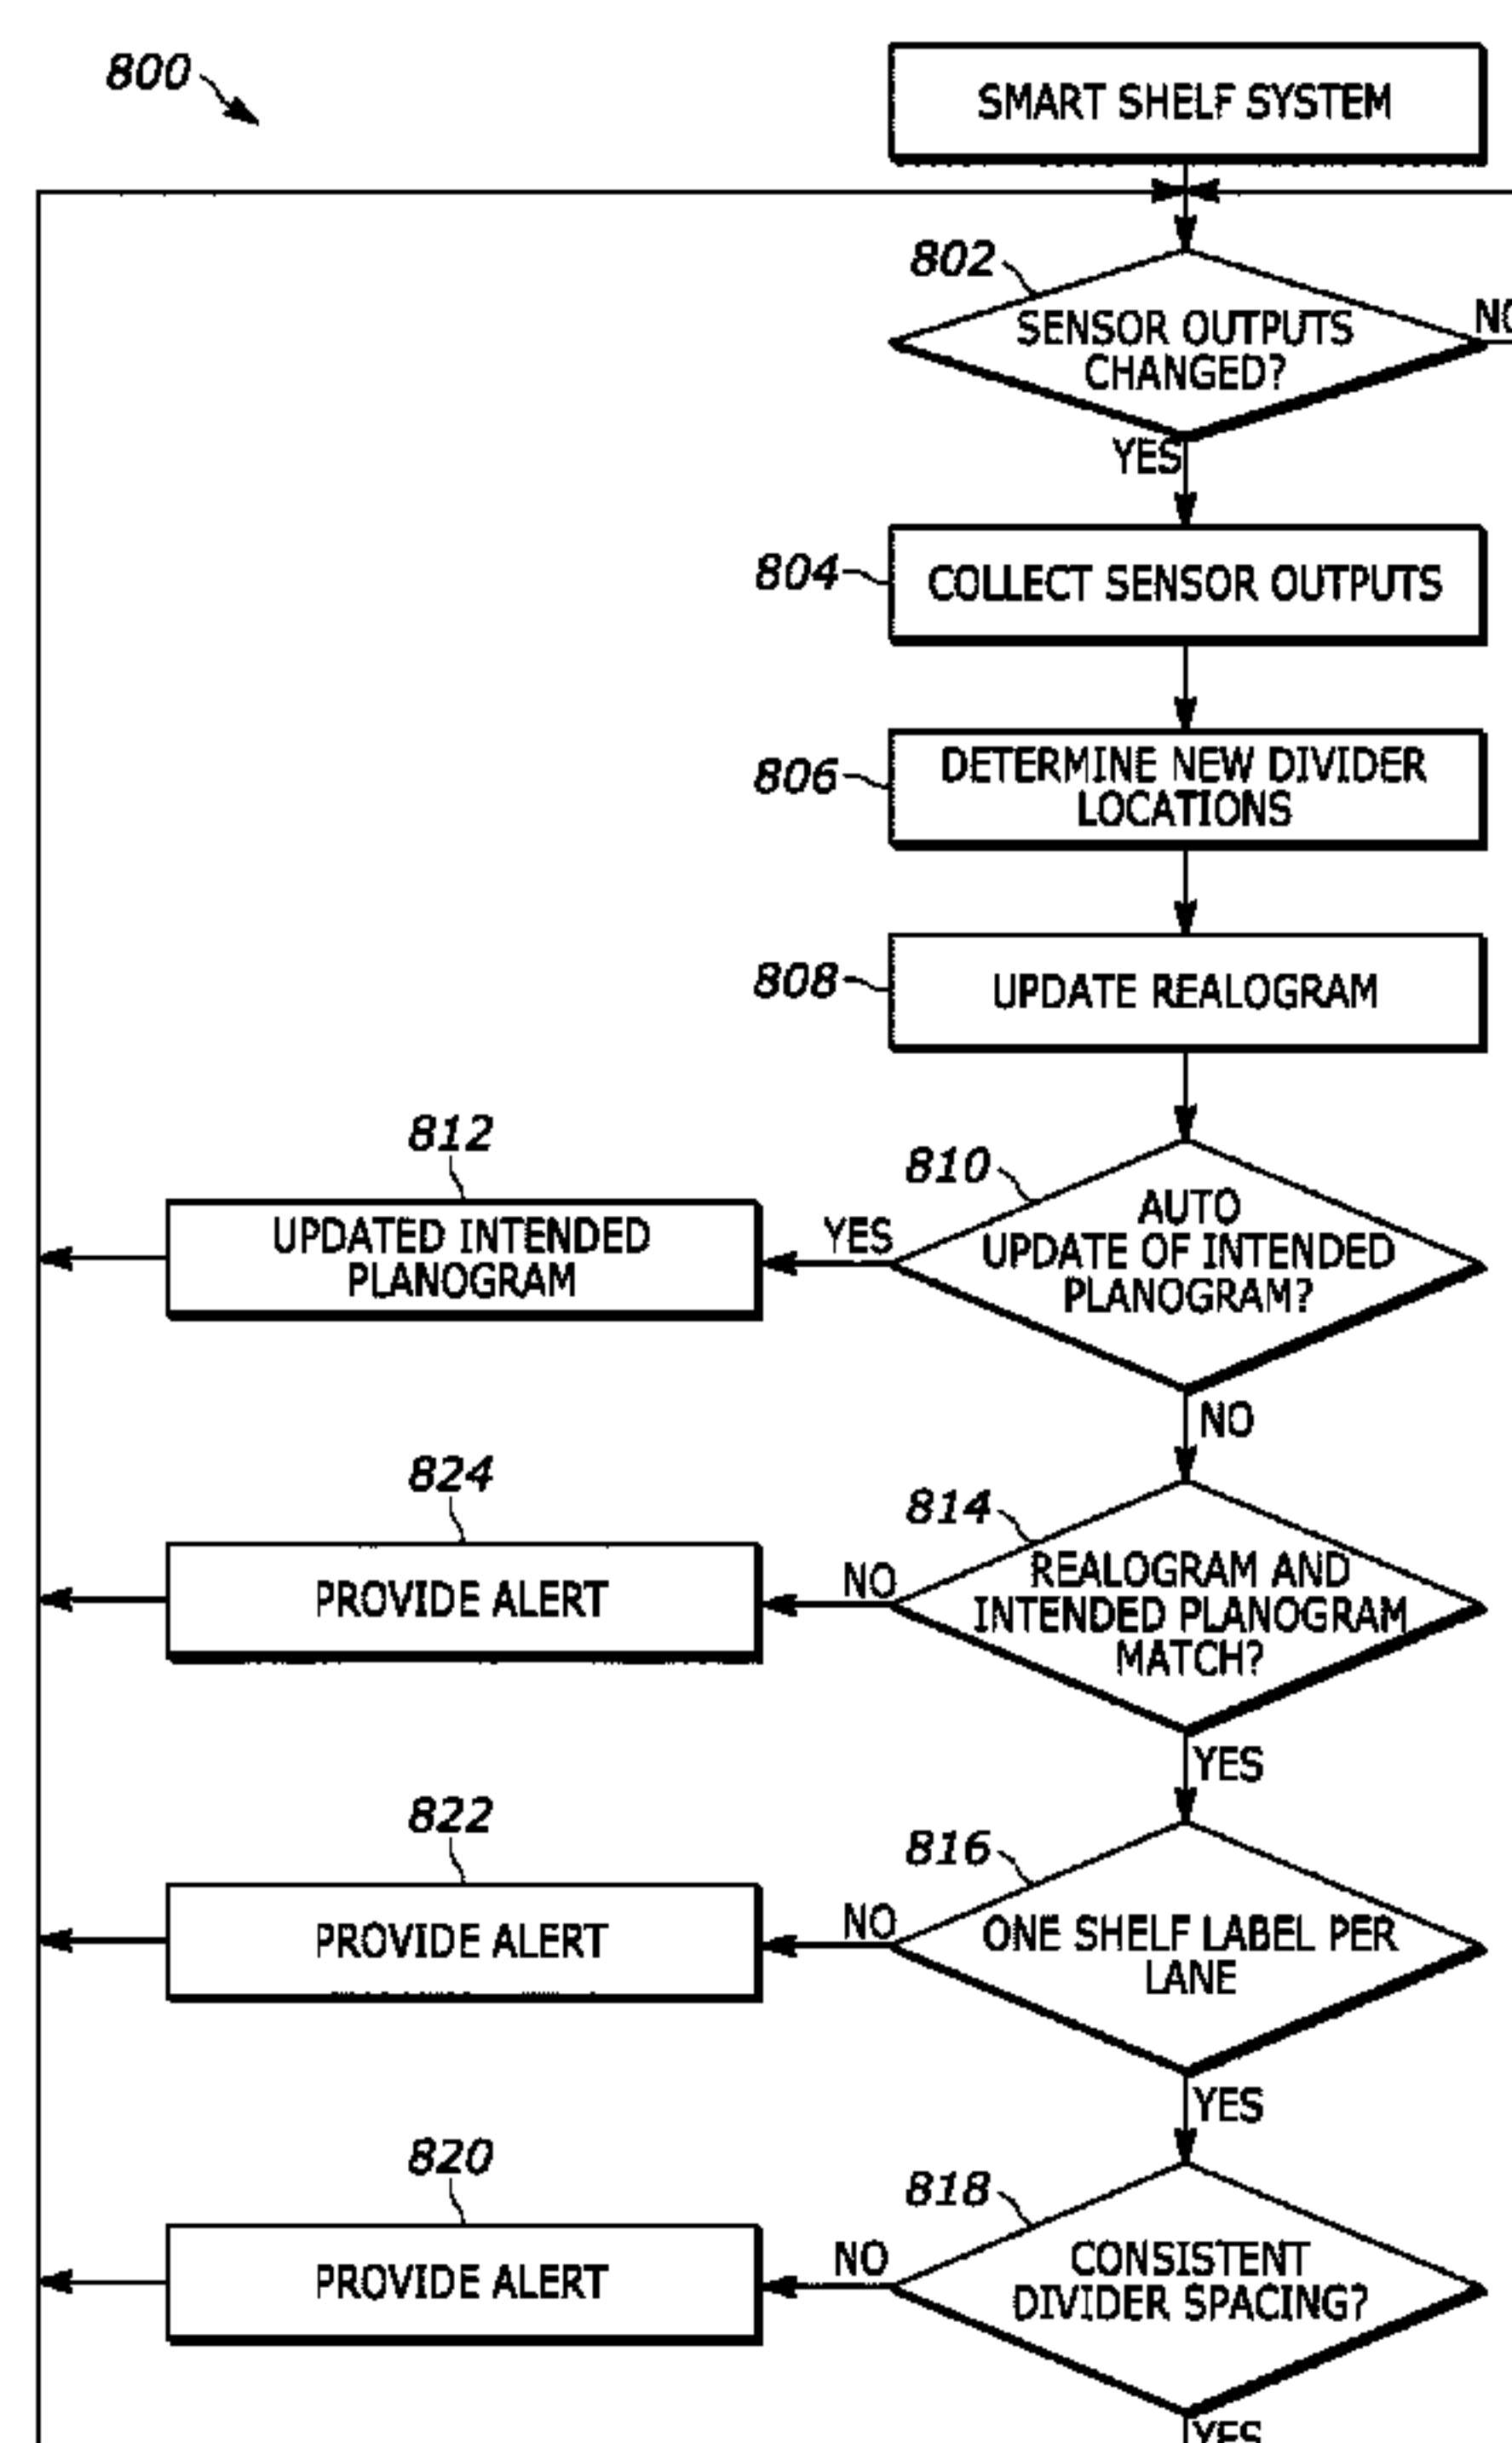 800
SMART SHELF SYSTEM
802
SENSOR OUTPUTS
CHANGED?
NO
YES
804
COLLECT SENSOR OUTPUTS
806
DETERMINE NEW DIVIDER
LOCATIONS
808
UPDATE REALOGRAM
812
UPDATED INTENDED
PLANOGRAM
YES
810
AUTO
UPDATE OF INTENDED
PLANOGRAM?
NO
824
PROVIDE ALERT
NO
814
REALOGRAM AND
INTENDED PLANOGRAM
MATCH?
YES
822
PROVIDE ALERT
NO
816
ONE SHELF LABEL PER
LANE
YES
820
PROVIDE ALERT
NO
818
CONSISTENT
DIVIDER SPACING?
YES